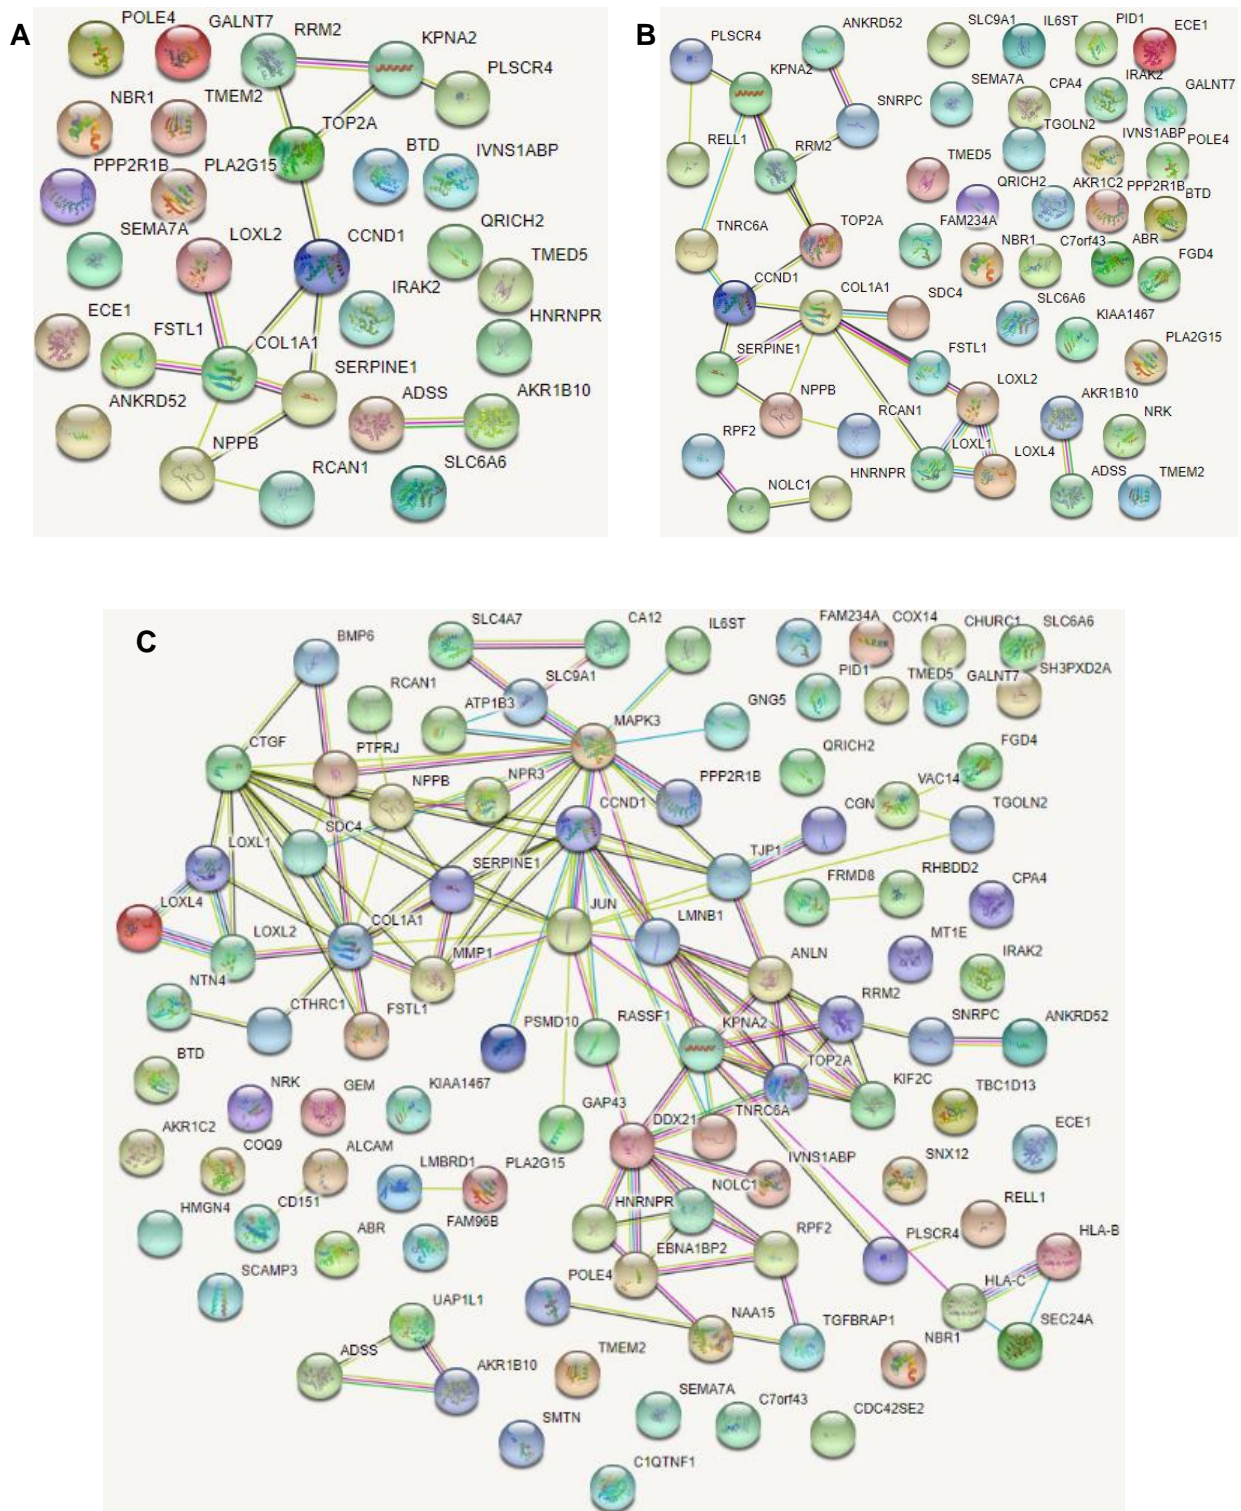 A
POLE4
GALNT7
RRM2
KPNA2
PLSCR4
NBR1
TMEM2
TOP2A
BTD
IVNS1ABP
PPP2R1B
PLA2G15
SEMA7A
LOXL2
CCND1
QRICH2
TMED5
IRAK2
ECE1
FSTL1
COL1A1
HNRNPR
SERPINE1
ADSS
AKR1B10
ANKRD52
NPPB
RCAN1
SLC6A6
B
PLSCR4
ANKRD52
SLC9A1
IL6ST
PID1
ECE1
KPNA2
SEMA7A
CPA4
IRAK2
GALNT7
SNRPC
TGOLN2
IVNS1ABP
POLE4
RELL1
RRM2
TMED5
QRICH2
AKR1C2
PPP2R1B
BTD
TNRC6A
TOP2A
FAM234A
NBR1
C7orf43
ABR
FGD4
CCND1
COL1A1
SDC4
SLC6A6
KIAA1467
SERPINE1
FSTL1
PLA2G15
NPPB
LOXL2
AKR1B10
RCAN1
NRK
RPF2
LOXL1
LOXL4
HNRNPR
ADSS
TMEM2
NOLC1
C
BMP6
SLC4A7
CA12
IL6ST
FAM234A
COX14
CHURC1
SLC6A6
RCAN1
SLC9A1
PID1
TMED5
GALNT7
SH3PXD2A
ATP1B3
MAPK3
GNG5
CTGF
PTPRJ
QRICH2
FGD4
NPPB
NPR3
PPP2R1B
VAC14
CCND1
CGN
TGOLN2
SDC4
LOXL1
SERPINE1
TJP1
FRMD8
RHBDD2
CPA4
LOXL4
COL1A1
JUN
LMNB1
LOXL2
MMP1
ANLN
MT1E
IRAK2
NTN4
CTHRC1
FSTL1
PSMD10
RASSF1
KPNA2
RRM2
SNRPC
ANKRD52
BTD
TOP2A
NRK
GEM
KIAA1467
KIF2C
TBC1D13
GAP43
TNRC6A
DDX21
ECE1
AKR1C2
COQ9
ALCAM
LMBRD1
PLA2G15
IVNS1ABP
SNX12
NOLC1
HMGN4
CD151
HNRNPR
RELL1
ABR
FAM96B
EBNA1BP2
RPF2
PLSCR4
HLA-B
SCAMP3
POLE4
HLA-C
UAP1L1
NAA15
TGFBRAP1
SEC24A
ADSS
NBR1
AKR1B10
TMEM2
SEMA7A
C7orf43
CDC42SE2
SMTN
C1QTNF1